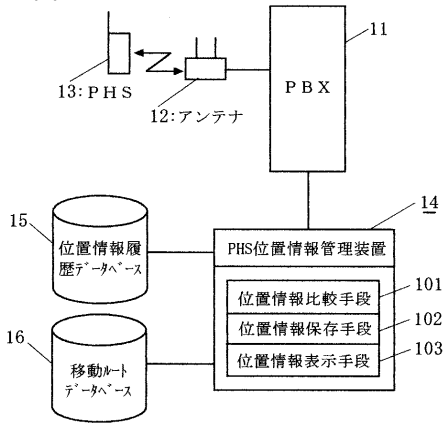 11
ＰＢＸ
13:ＰＨＳ
12:アンテナ
14
15
位置情報履
歴ﾃﾞｰﾀﾍﾞｰｽ
PHS位置情報管理装置
101
位置情報比較手段
102
位置情報保存手段
103
位置情報表示手段
16
移動ﾙｰﾄ
ﾃﾞｰﾀﾍﾞｰｽ